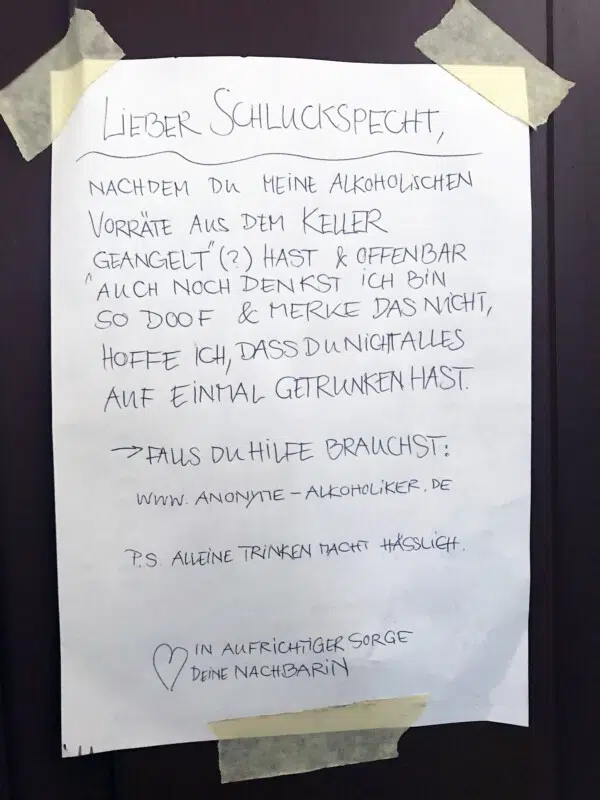 LIEBER SCHLUCKSPECHT,
NACHDEM DU MEINE ALKOHOLISCHEN
VORRÄTE AUS DEM KELLER
"GEANGELT" (?) HAST & OFFENBAR
AUCH NOCH DENKST ICH BIN
SO DOOF & MERKE DAS NICHT,
HOFFE ICH, DASS DU NICHT ALLES
AUF EINMAL GETRUNKEN HAST.
→ FALLS DU HILFE BRAUCHST:
WWW. ANONYME-ALKOHOLIKER.DE
P.S. ALLEINE TRINKEN MACHT HÄSSLICH.
♡ IN AUFRICHTIGER SORGE
DEINE NACHBARIN